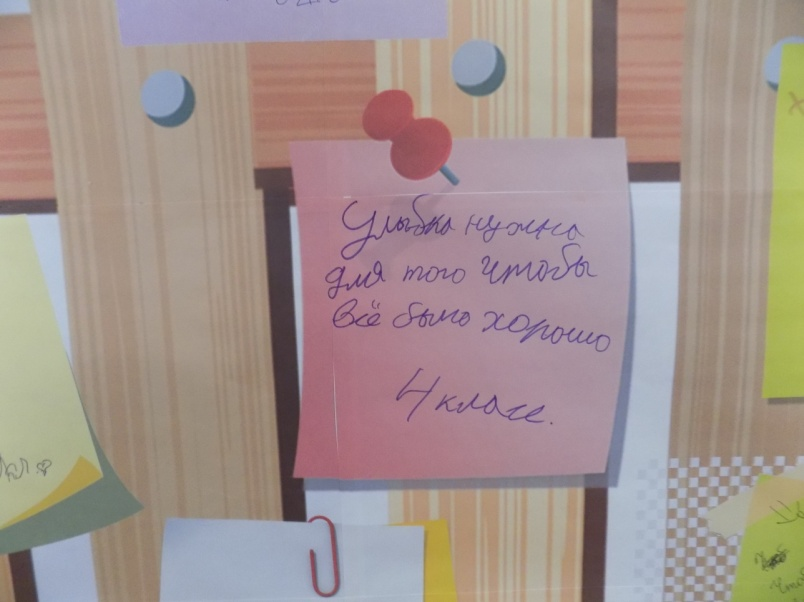 Улыбка нужна
для того чтобы
всё было хорошо
4 класс.